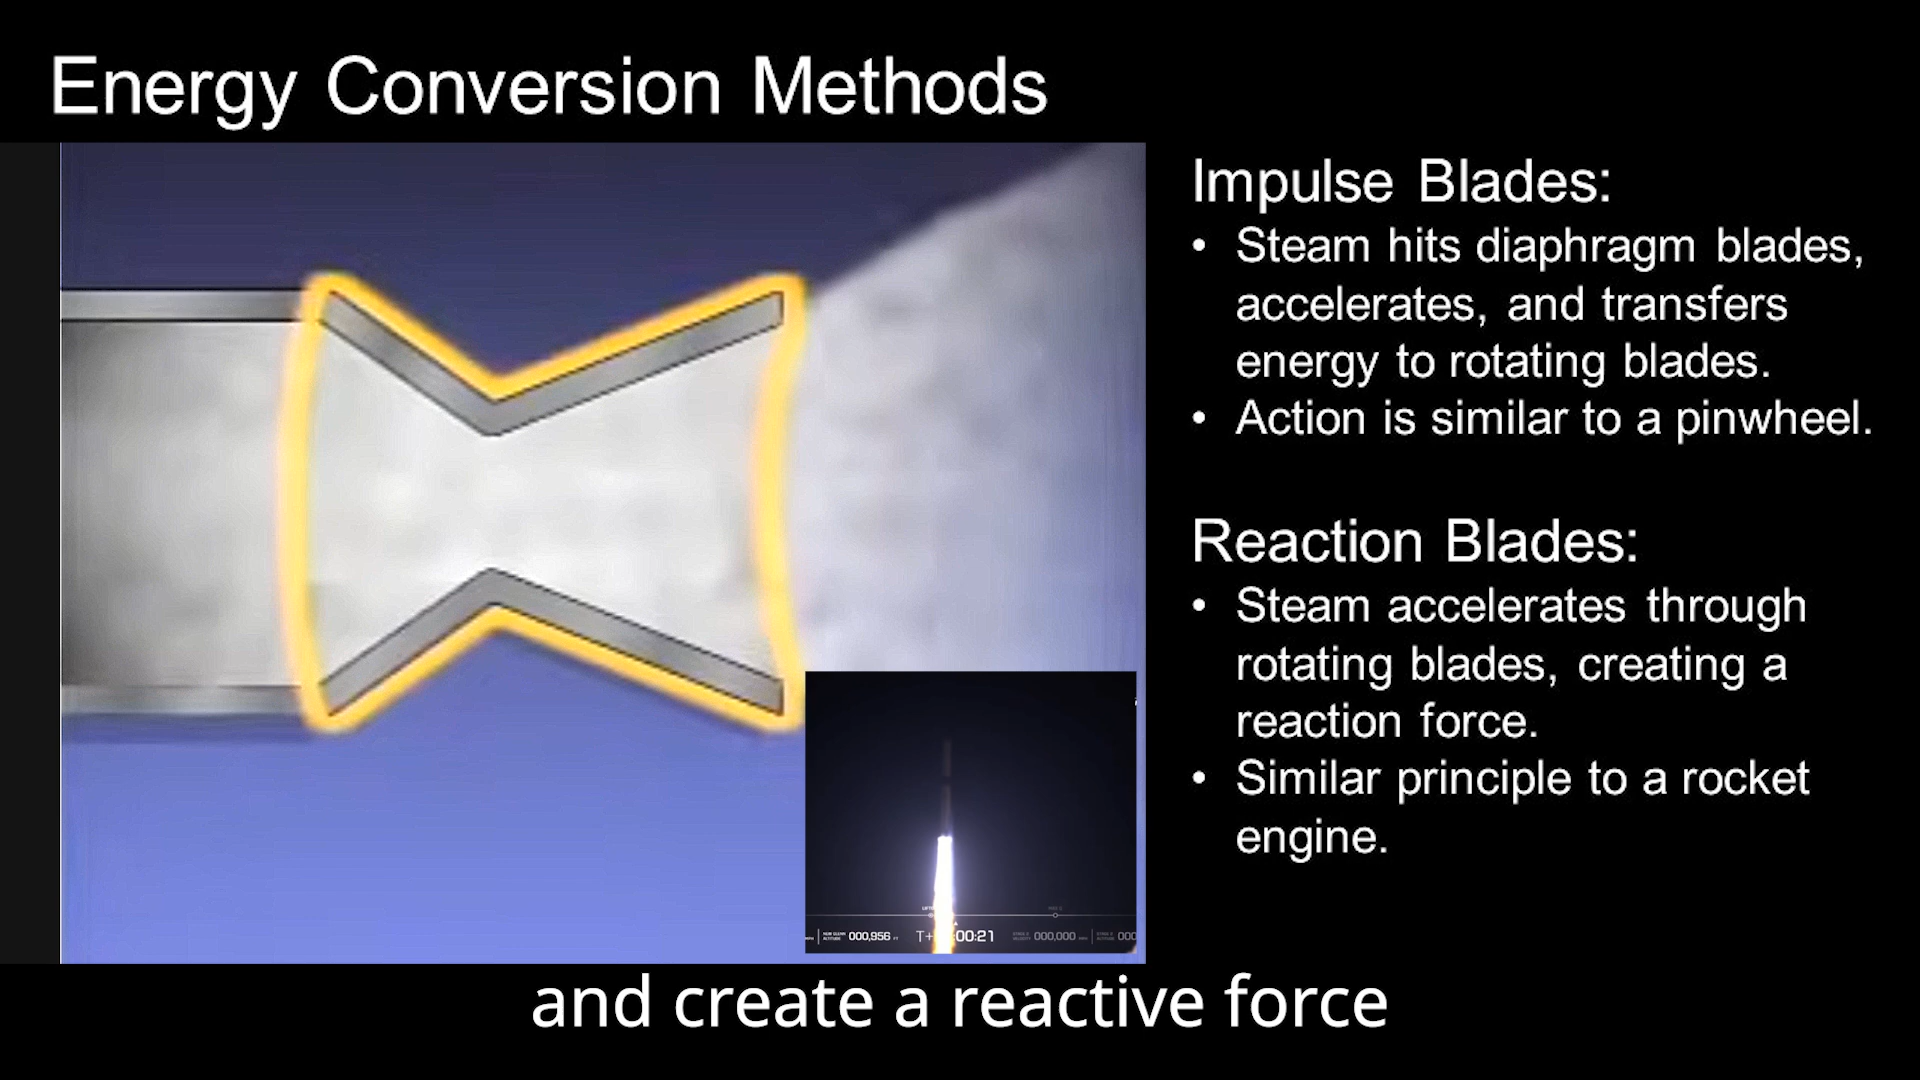 Energy Conversion Methods
Impulse Blades:
• Steam hits diaphragm blades,
accelerates, and transfers
energy to rotating blades.
• Action is similar to a pinwheel.
Reaction Blades:
• Steam accelerates through
rotating blades, creating a
reaction force.
• Similar principle to a rocket
engine.
000,956 FT
:00:21
000,000
000
and create a reactive force